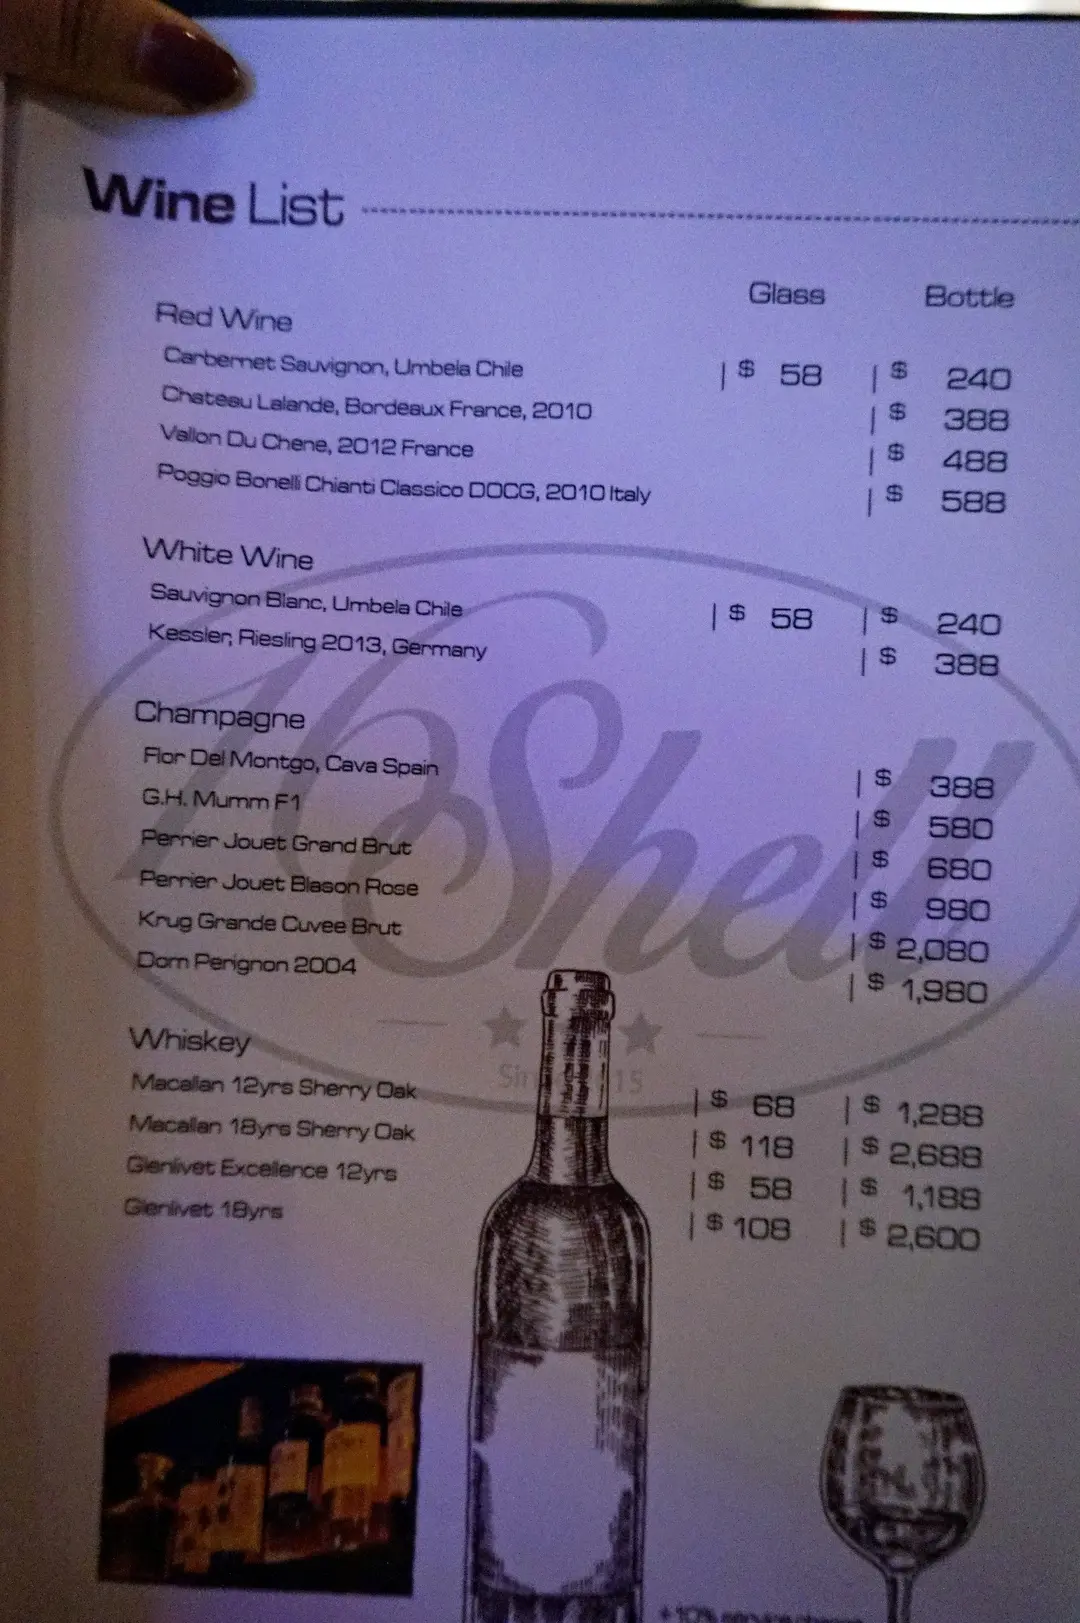 Wine List
Glass Bottle
Red Wine
Carbernet Sauvignon, Umbela Chile | $ 58 | $ 240
Chateau Lalande, Bordeaux France, 2010 | $ 388
Vallon Du Chene, 2012 France | $ 488
Poggio Bonelli Chianti Classico DOCG, 2010 Italy | $ 588
White Wine
Sauvignon Blanc, Umbela Chile | $ 58 | $ 240
Kessler, Riesling 2013, Germany | $ 388
Champagne
Flor Del Montgo, Cava Spain | $ 388
G.H. Mumm F1 | $ 580
Perrier Jouet Grand Brut | $ 680
Perrier Jouet Blason Rose | $ 980
Krug Grande Cuvee Brut | $ 2,080
Dom Perignon 2004 | $ 1,980
16 Shell
Whiskey
Macallan 12yrs Sherry Oak | $ 68 | $ 1,288
Macallan 18yrs Sherry Oak | $ 118 | $ 2,688
Glenlivet Excellence 12yrs | $ 58 | $ 1,188
Glenlivet 18yrs | $ 108 | $ 2,600
+10% service charge